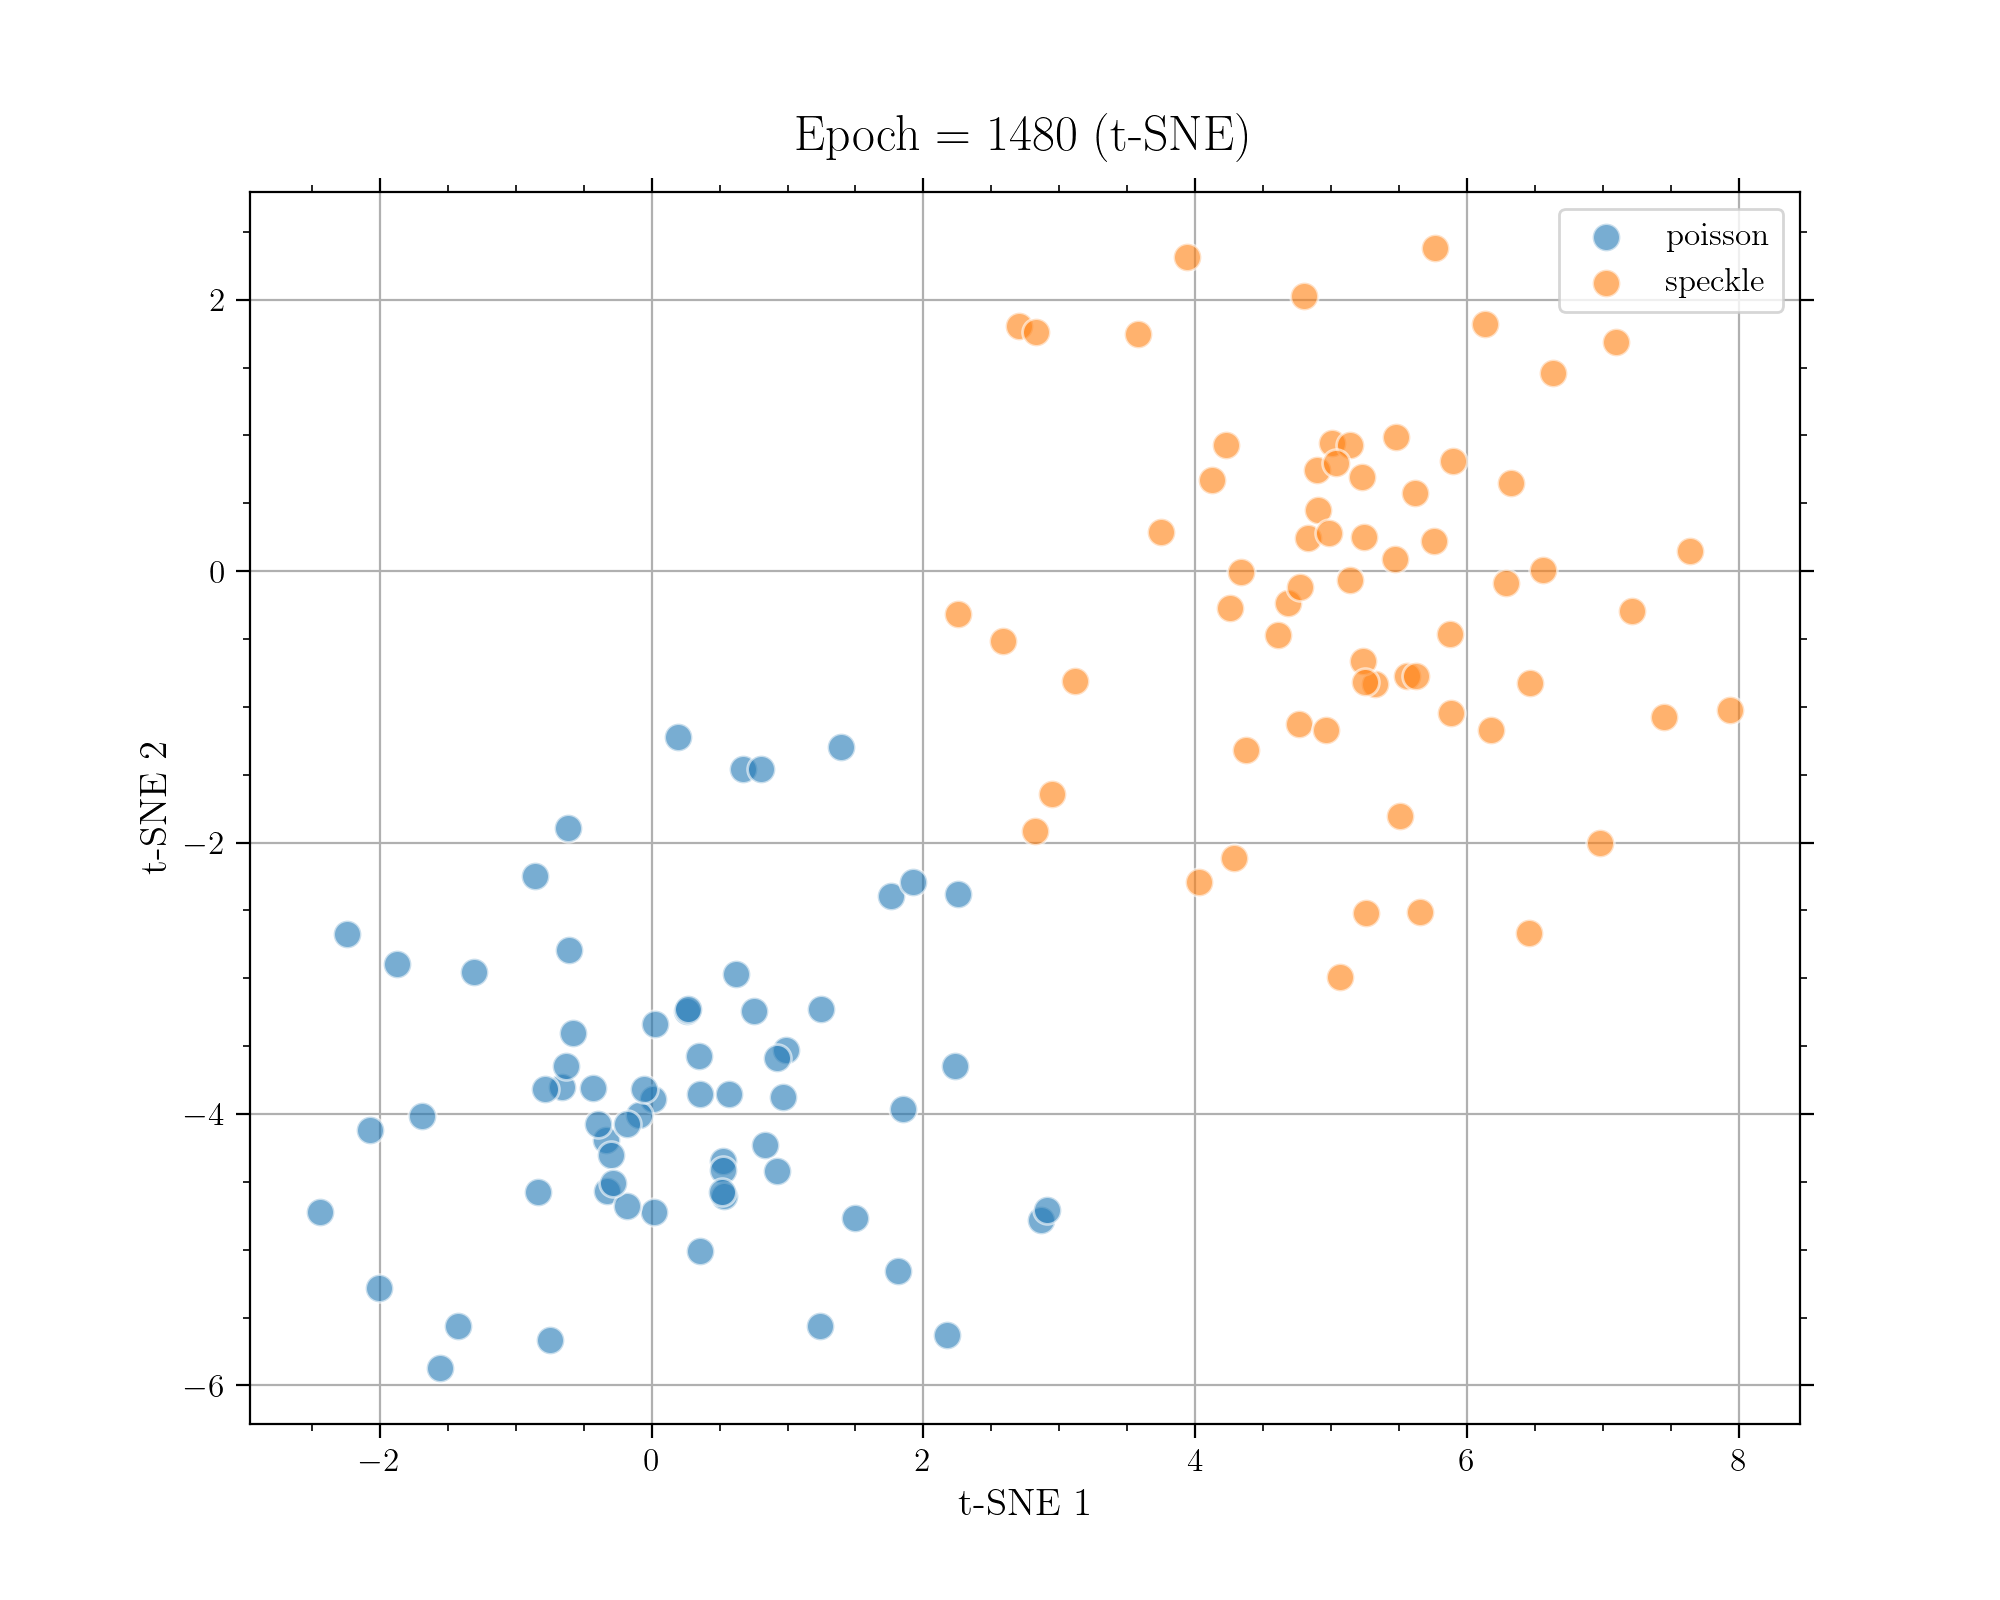 Epoch = 1480 (t-SNE)
poisson
speckle
2
0
−2
−4
−6
t-SNE 2
−2
0
2
4
6
8
t-SNE 1